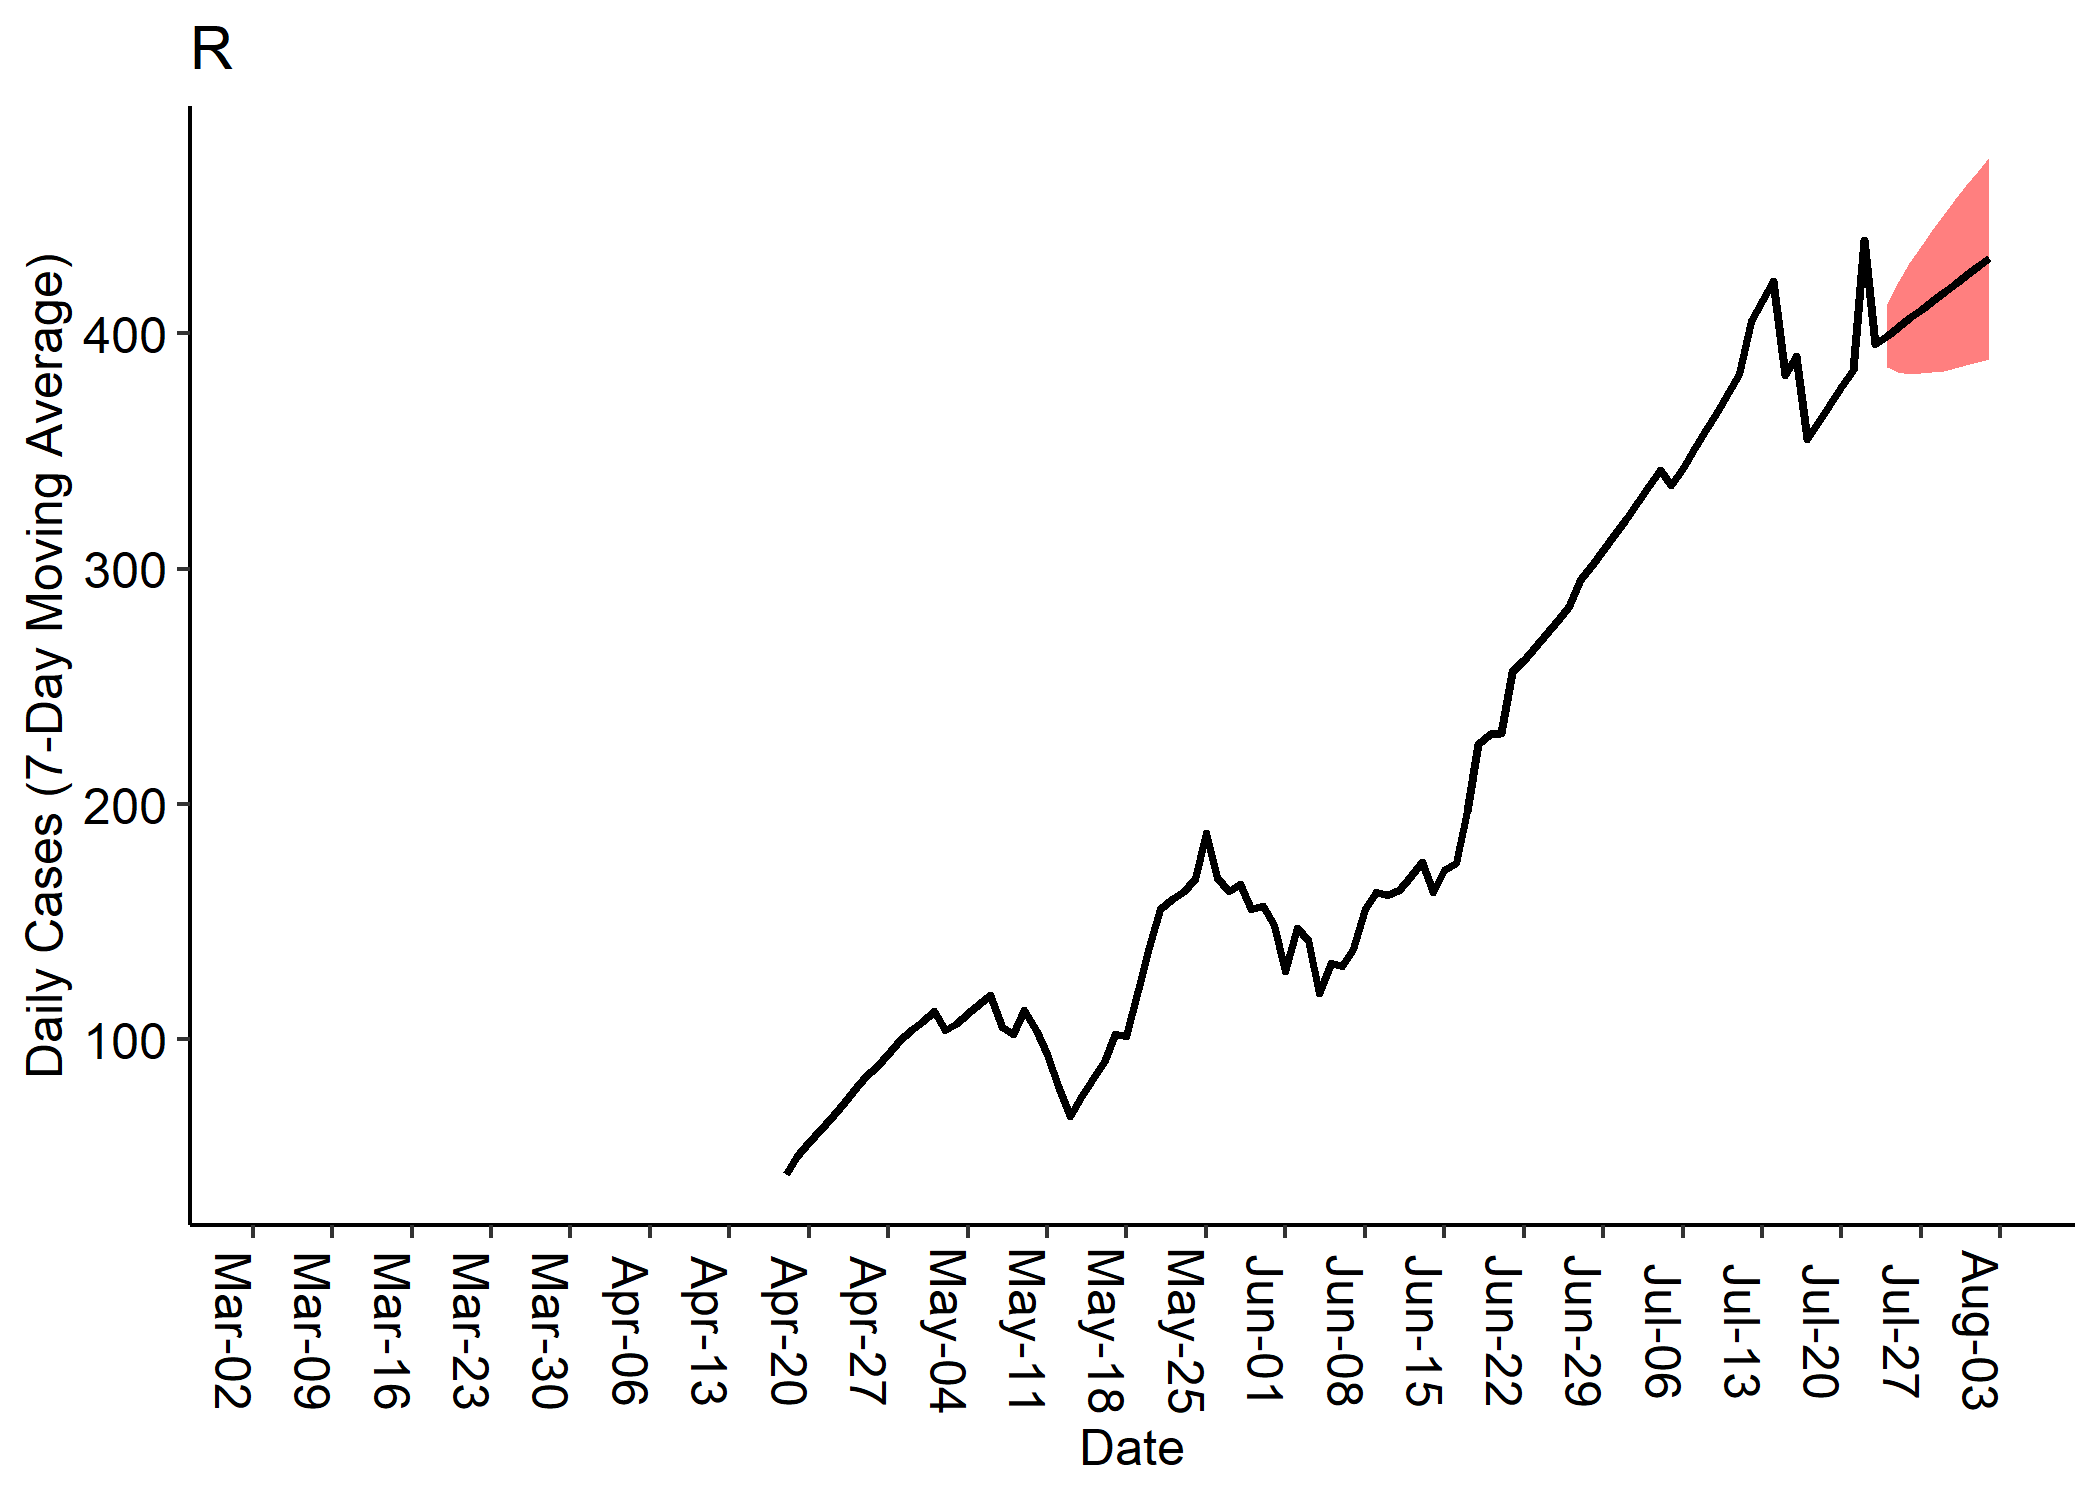 R
Daily Cases (7-Day Moving Average)
400
300
200
100
Mar-02
Mar-09
Mar-16
Mar-23
Mar-30
Apr-06
Apr-13
Apr-20
Apr-27
May-04
May-11
May-18
May-25
Jun-01
Jun-08
Jun-15
Jun-22
Jun-29
Jul-06
Jul-13
Jul-20
Jul-27
Aug-03
Date